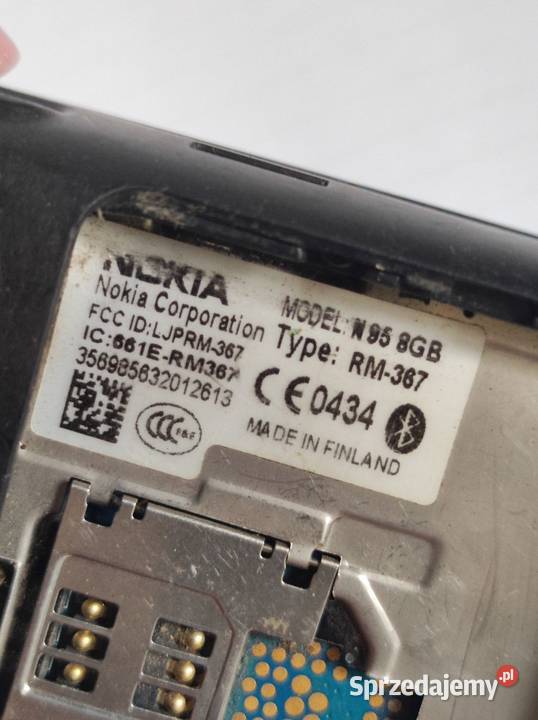 NOKIA
Nokia Corporation
FCC ID:LJPRM-367
IC:661E-RM367
356985632012613
MODEL: N95 8GB
Type: RM-367
CE0434
MADE IN FINLAND
CCC F&F
Sprzedajemy.pl